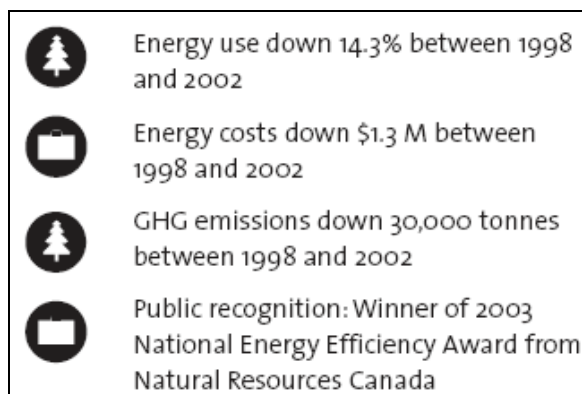 Energy use down 14.3% between 1998
and 2002
Energy costs down $1.3 M between
1998 and 2002
GHG emissions down 30,000 tonnes
between 1998 and 2002
Public recognition: Winner of 2003
National Energy Efficiency Award from
Natural Resources Canada